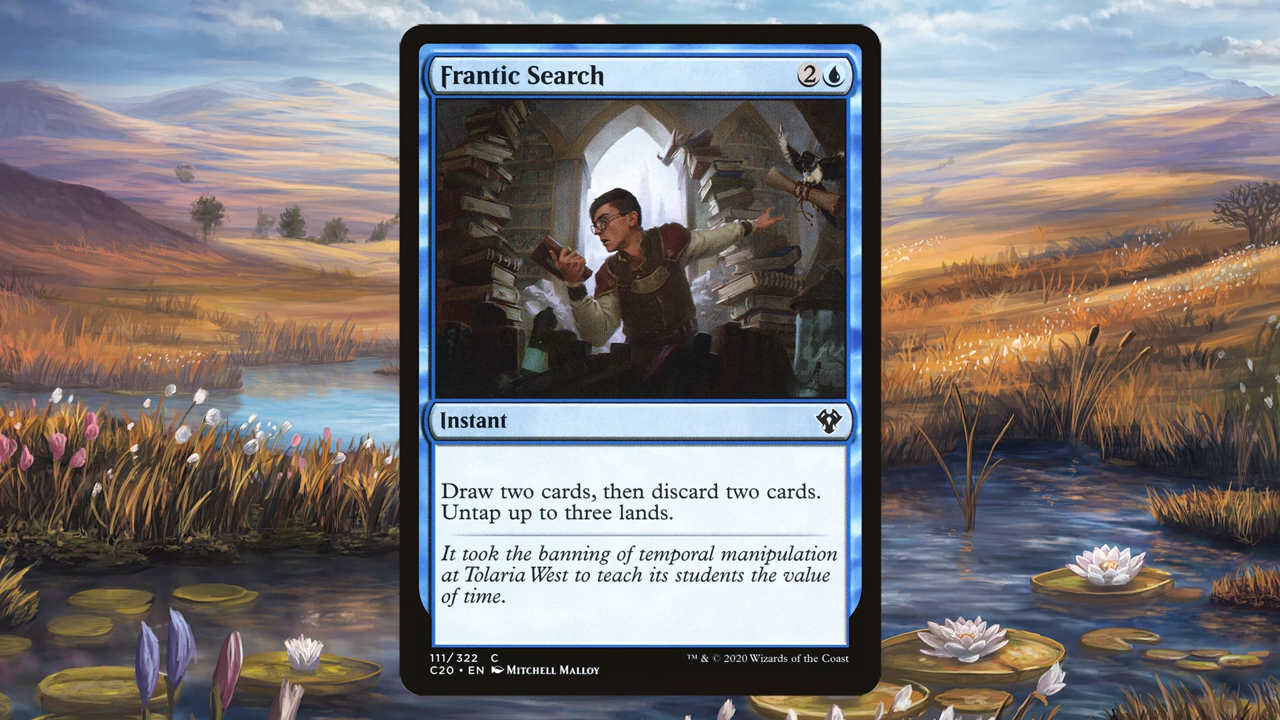 Frantic Search 2
Instant
Draw two cards, then discard two cards.
Untap up to three lands.
It took the banning of temporal manipulation
at Tolaria West to teach its students the value
of time.
111/322 C ™ & © 2020 Wizards of the Coast
C20 • EN Mitchell Malloy